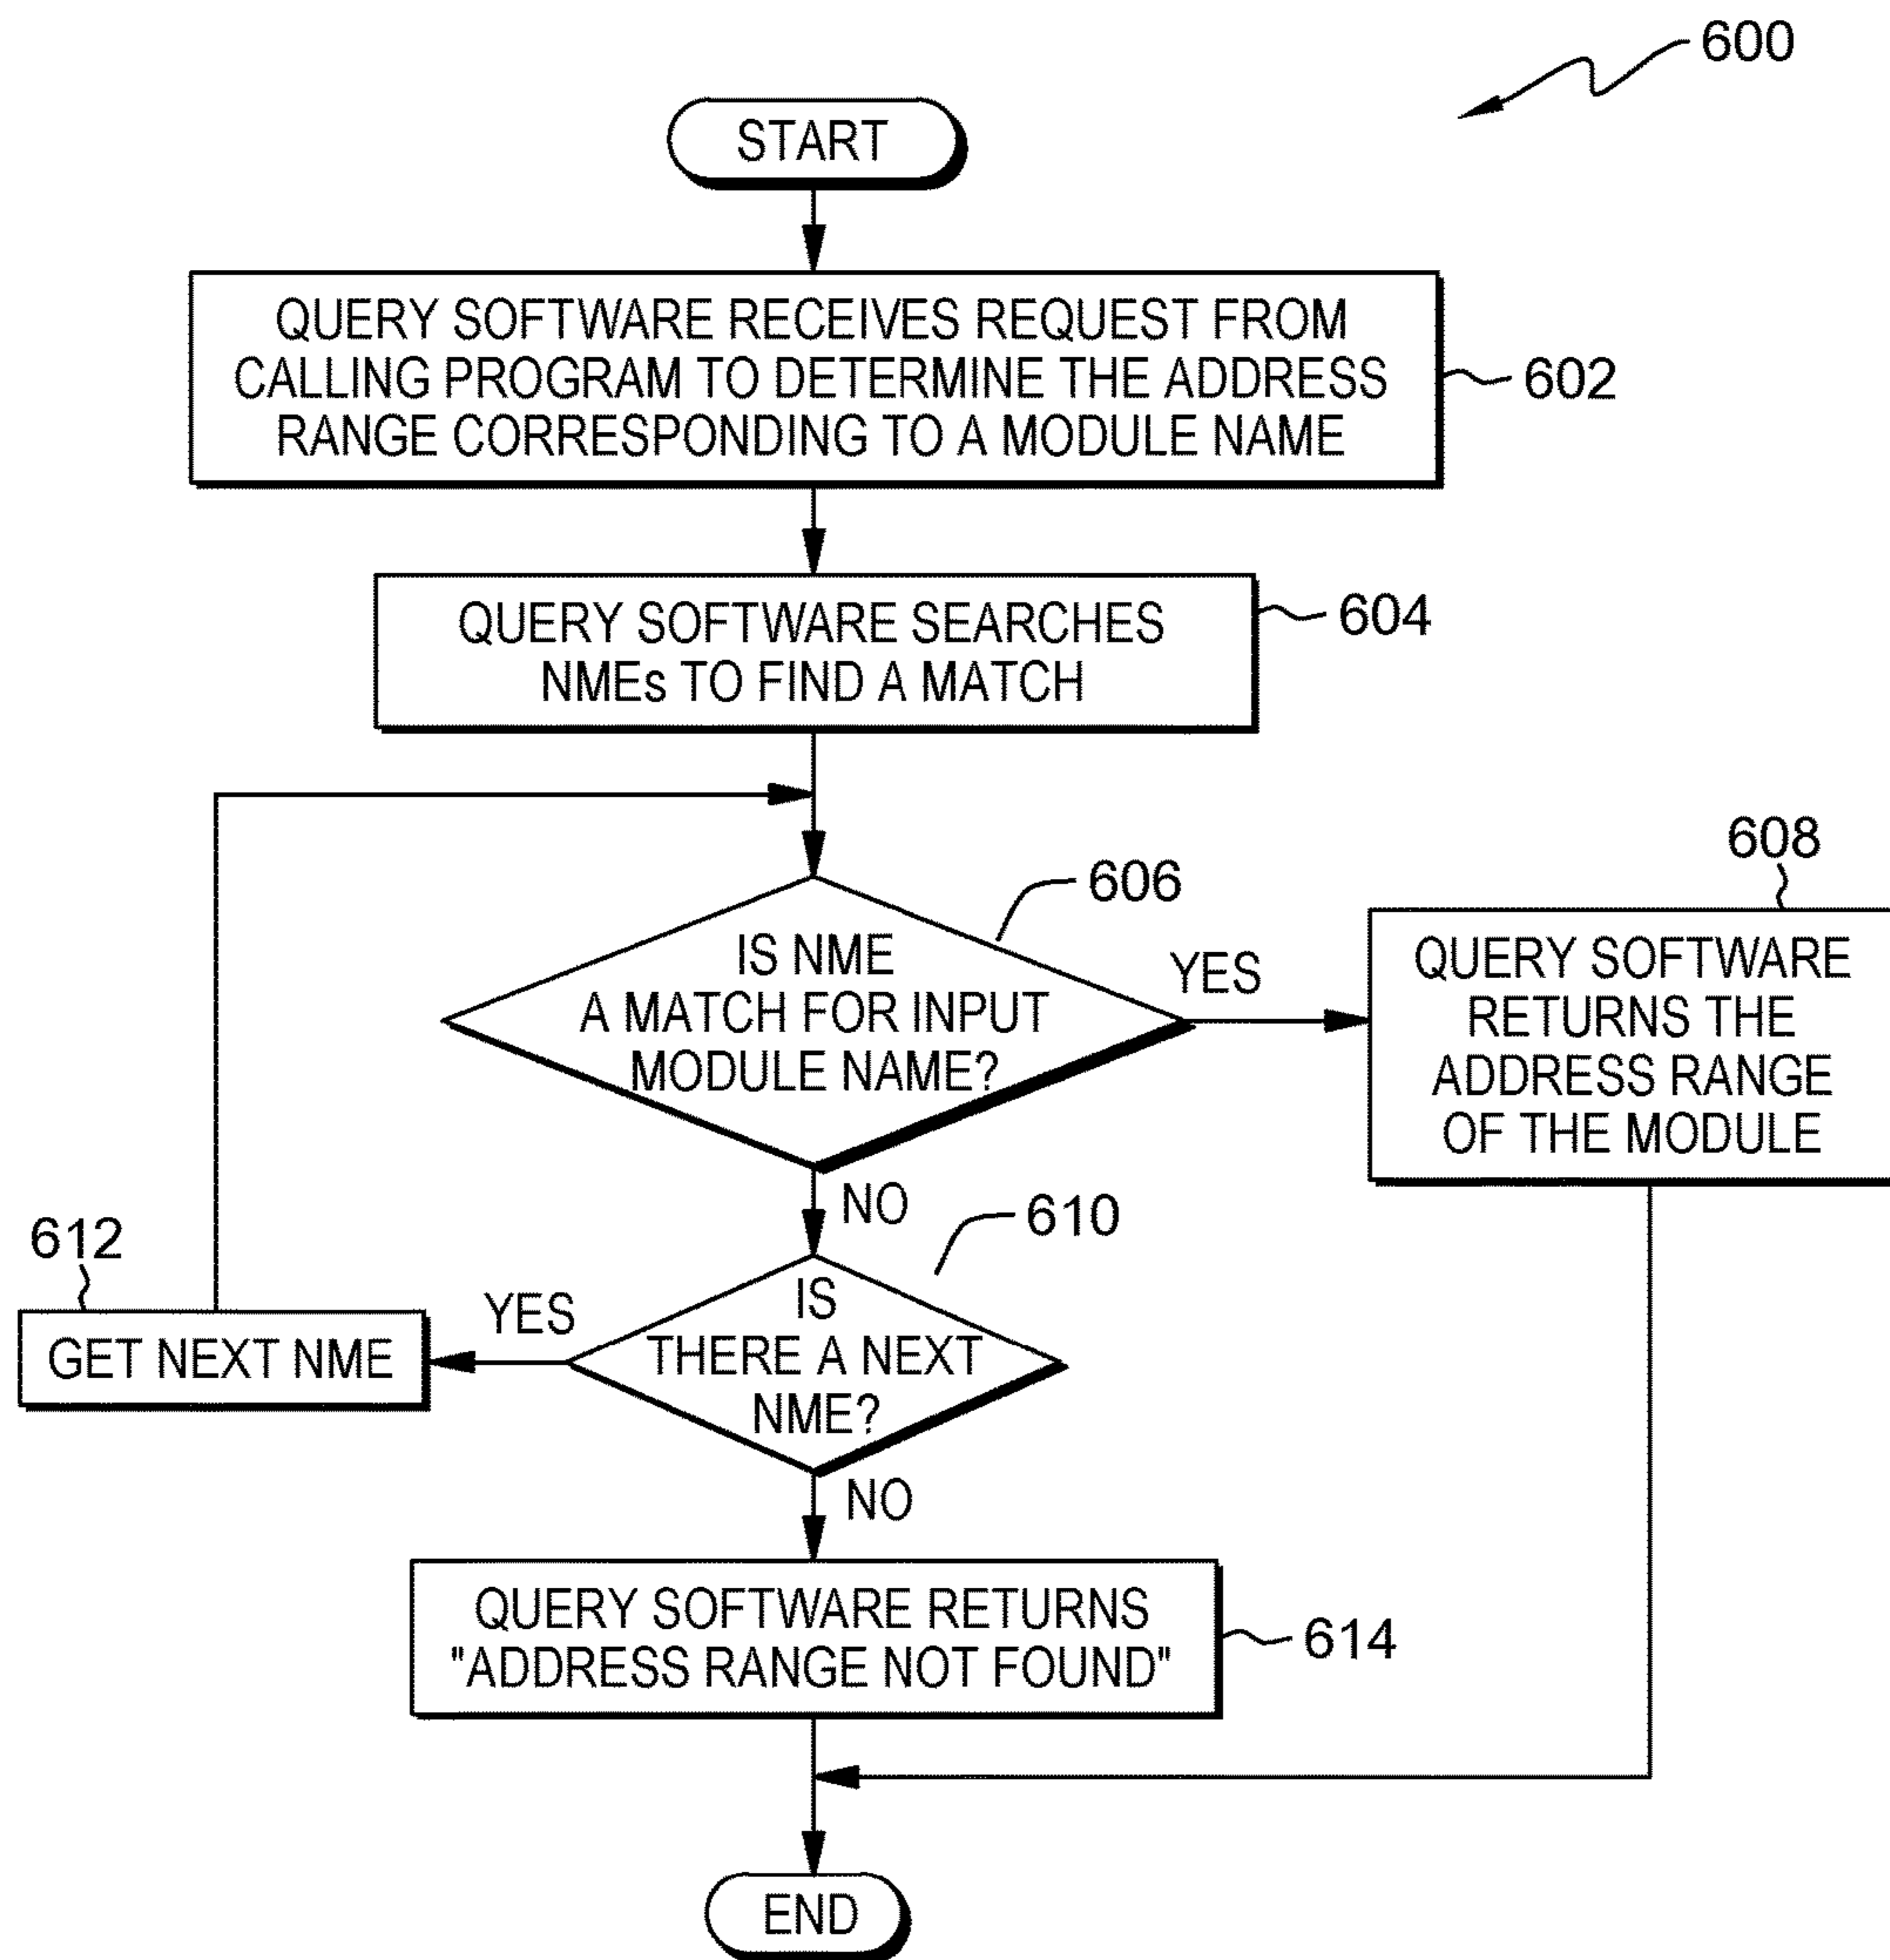 600
START
QUERY SOFTWARE RECEIVES REQUEST FROM
CALLING PROGRAM TO DETERMINE THE ADDRESS
RANGE CORRESPONDING TO A MODULE NAME
602
QUERY SOFTWARE SEARCHES
NMEs TO FIND A MATCH
604
606
IS NME
A MATCH FOR INPUT
MODULE NAME?
YES
608
QUERY SOFTWARE
RETURNS THE
ADDRESS RANGE
OF THE MODULE
NO
610
IS
THERE A NEXT
NME?
YES
612
GET NEXT NME
NO
QUERY SOFTWARE RETURNS
"ADDRESS RANGE NOT FOUND"
614
END